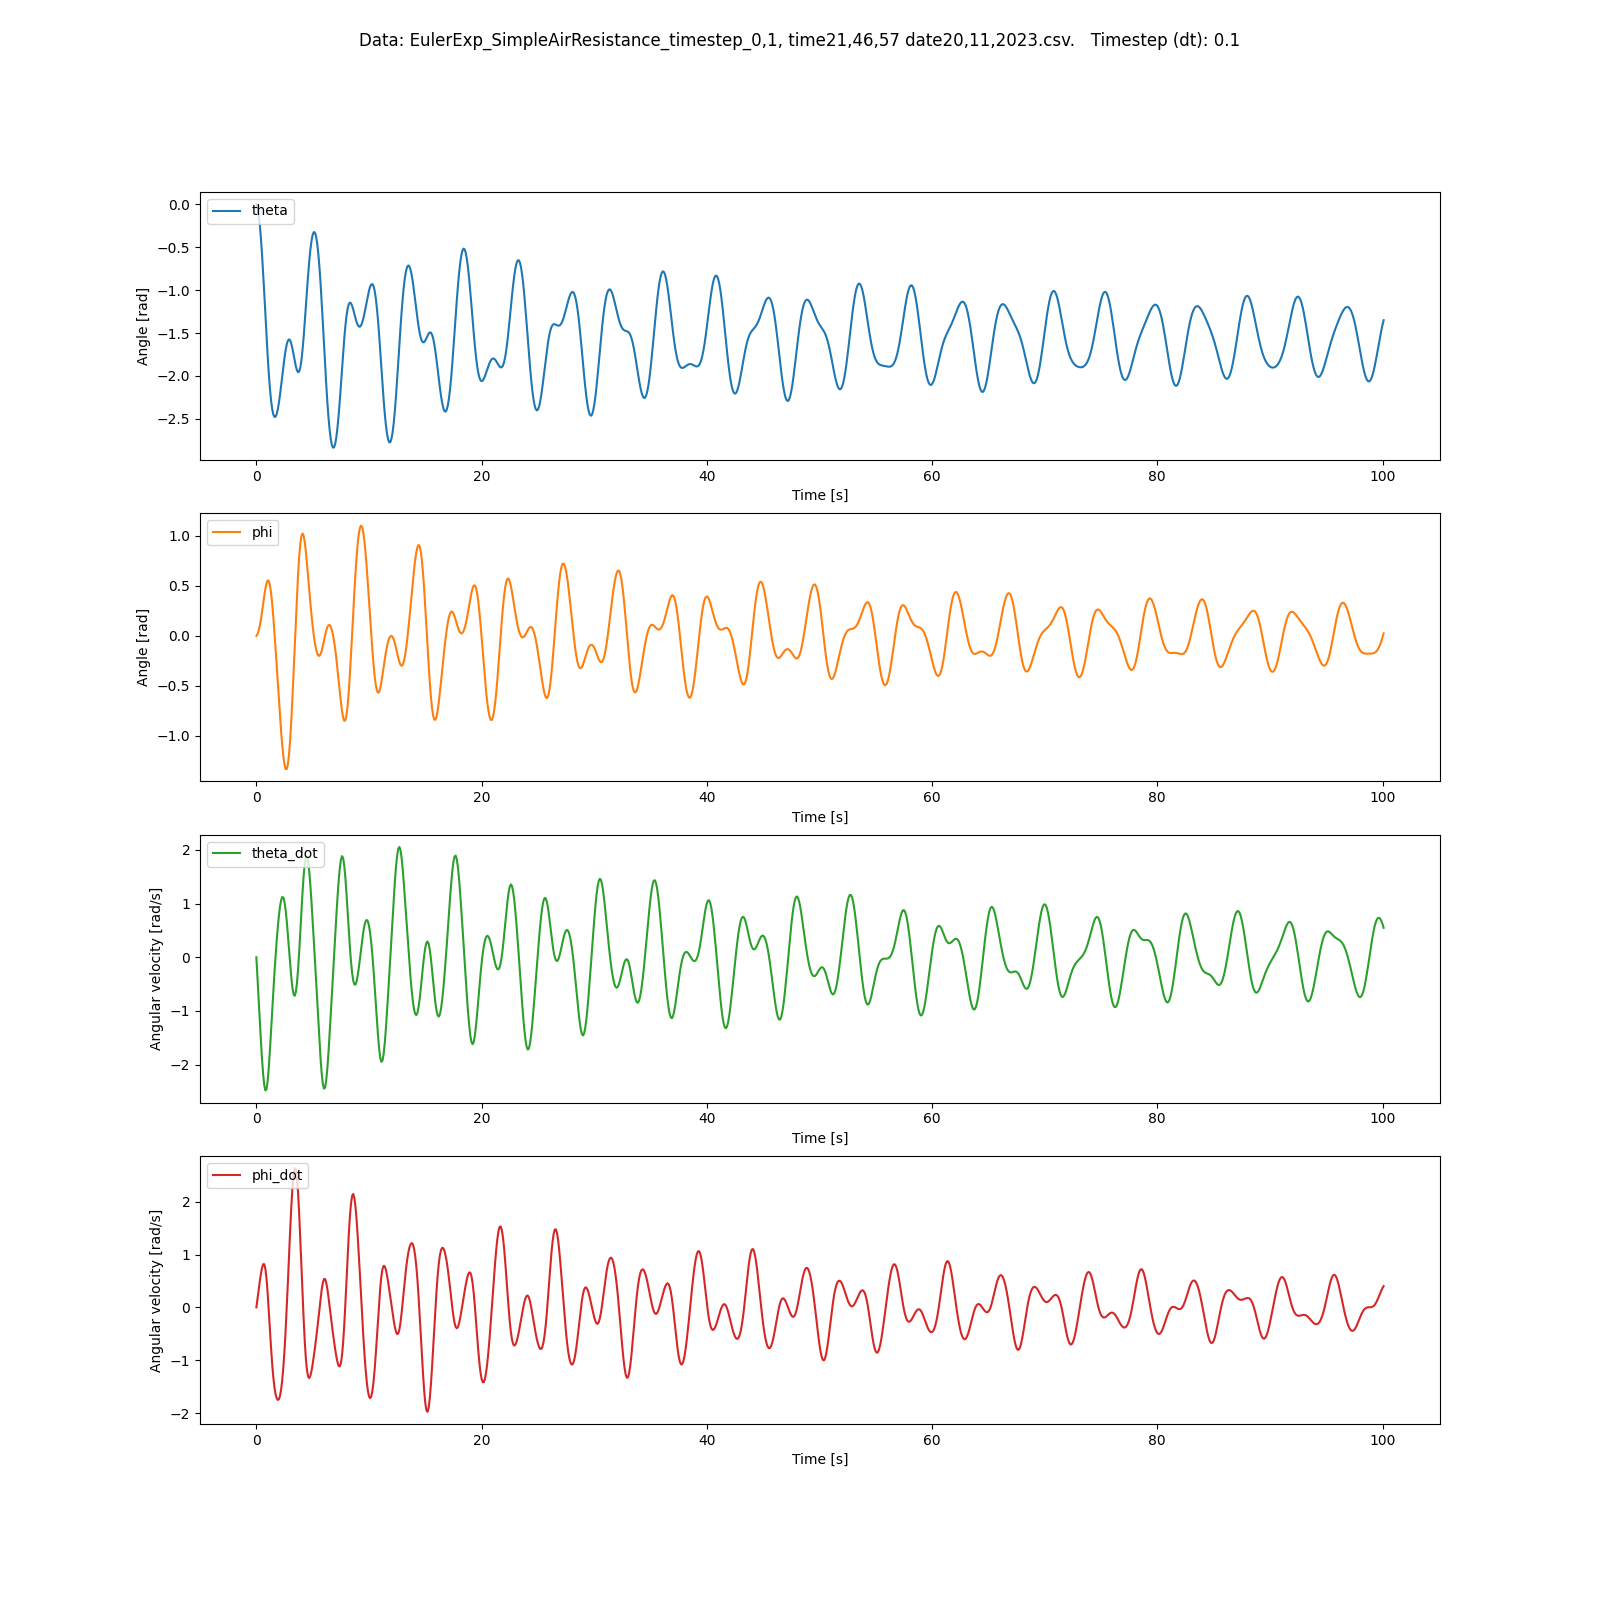 Data: EulerExp_SimpleAirResistance_timestep_0,1, time21,46,57 date20,11,2023.csv.   Timestep (dt): 0.1
theta
0.0
−0.5
−1.0
−1.5
−2.0
−2.5
Angle [rad]
0 20 40 60 80 100
Time [s]
phi
1.0
0.5
0.0
−0.5
−1.0
Angle [rad]
0 20 40 60 80 100
Time [s]
theta_dot
2
1
0
−1
−2
Angular velocity [rad/s]
0 20 40 60 80 100
Time [s]
phi_dot
2
1
0
−1
−2
Angular velocity [rad/s]
0 20 40 60 80 100
Time [s]